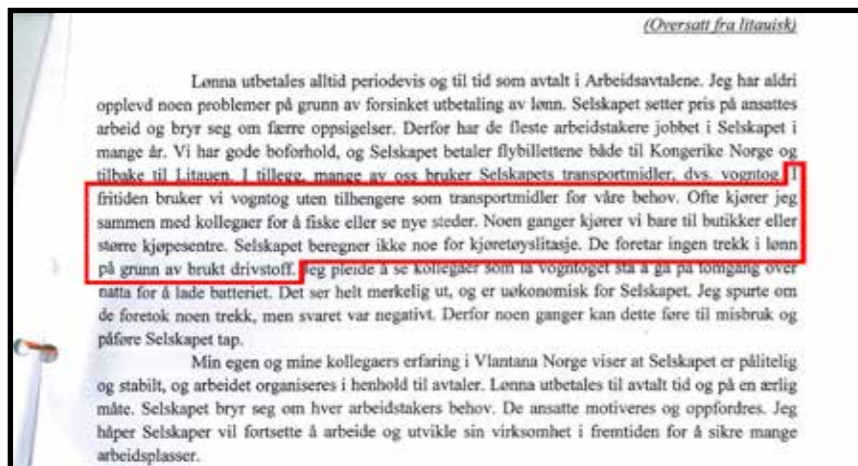 (Oversatt fra litauisk)
Lønna utbetales alltid periodevis og til tid som avtalt i Arbeidsavtalene. Jeg har aldri
opplevd noen problemer på grunn av forsinket utbetaling av lønn. Selskapet setter pris på ansattes
arbeid og bryr seg om færre oppsigelser. Derfor har de fleste arbeidstakere jobbet i Selskapet i
mange år. Vi har gode boforhold, og Selskapet betaler flybillettene både til Kongerike Norge og
tilbake til Litauen. I tillegg, mange av oss bruker Selskapets transportmidler, dvs. vogntog. I
fritiden bruker vi vogntog uten tilhengere som transportmidler for våre behov. Ofte kjører jeg
sammen med kollegaer for å fiske eller se nye steder. Noen ganger kjører vi bare til butikker eller
større kjøpesentre. Selskapet beregner ikke noe for kjøretøyslitasje. De foretar ingen trekk i lønn
på grunn av brukt drivstoff. Jeg pleide å se kollegaer som la vogntoget stå å gå på tomgang over
natta for å lade batteriet. Det ser helt merkelig ut, og er uøkonomisk for Selskapet. Jeg spurte om
de foretok noen trekk, men svaret var negativt. Derfor noen ganger kan dette føre til misbruk og
påføre Selskapet tap.
Min egen og mine kollegaers erfaring i Vlantana Norge viser at Selskapet er pålitelig
og stabilt, og arbeidet organiseres i henhold til avtaler. Lønna utbetales til avtalt tid og på en ærlig
måte. Selskapet bryr seg om hver arbeidstakers behov. De ansatte motiveres og oppfordres. Jeg
håper Selskaper vil fortsette å arbeide og utvikle sin virksomhet i fremtiden for å sikre mange
arbeidsplasser.